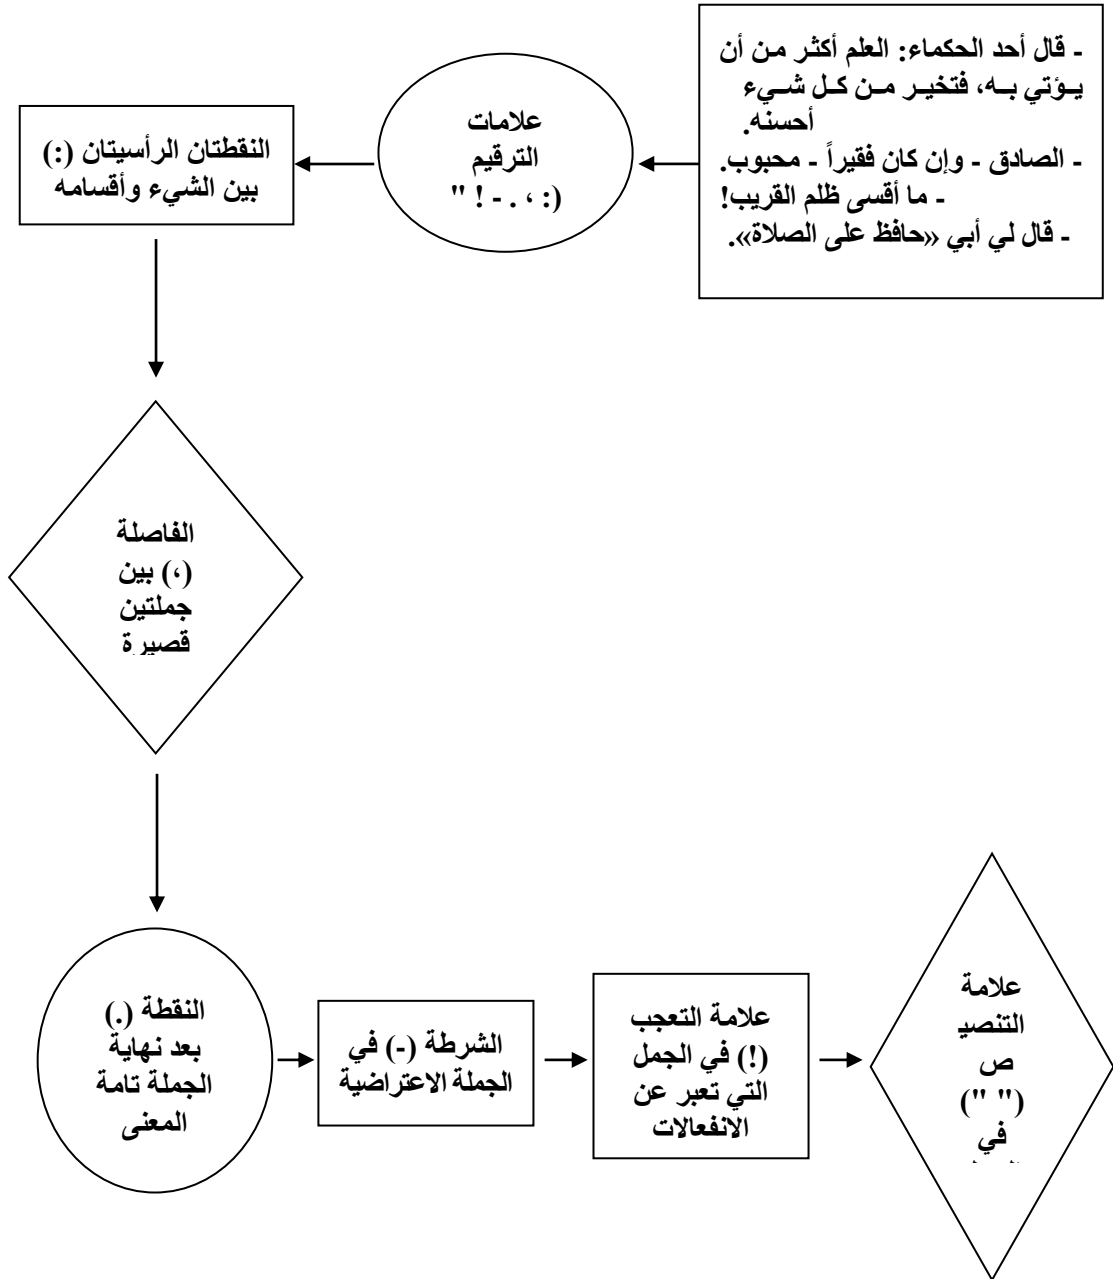 - قال أحد الحكماء: العلم أكثر من أن
يـؤتي بـه، فتخيـر مـن كـل شـيء
أحسنه.
- الصادق - وإن كان فقيراً - محبوب.
- ما أقسى ظلم القريب!
- قال لي أبي «حافظ على الصلاة».
علامات
الترقيم
(: ، . - ! "
النقطتان الرأسيتان (:)
بين الشيء وأقسامه
الفاصلة
(،) بين
جملتين
قصيرة
النقطة (.)
بعد نهاية
الجملة تامة
المعنى
الشرطة (-) في
الجملة الاعتراضية
علامة التعجب
(!) في الجمل
التي تعبر عن
الانفعالات
علامة
التنصيـ
ص
(" ")
في